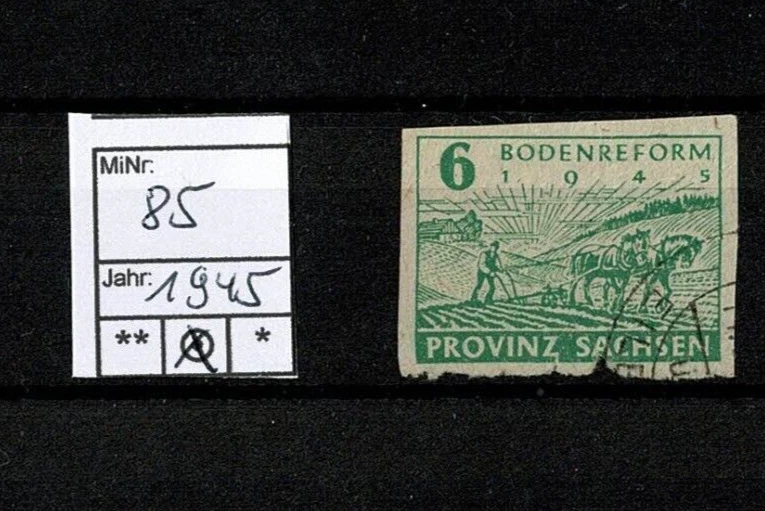 MiNr.
85
Jahr: 1945
** *
6 BODENREFORM
1 9 4 5
PROVINZ SACHSEN